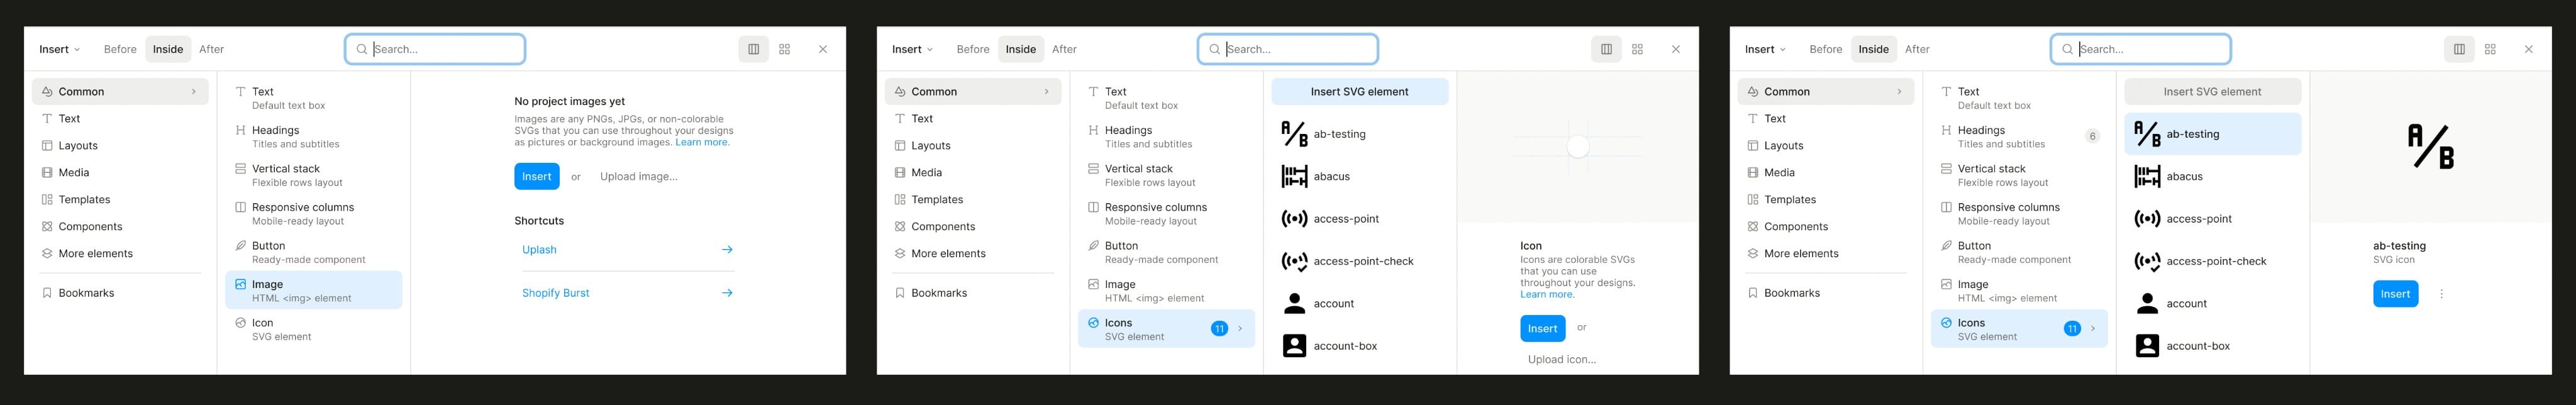 Insert Before Inside After Search...
Common
Text
Layouts
Media
Templates
Components
More elements
Bookmarks
Text
Default text box
Headings
Titles and subtitles
Vertical stack
Flexible rows layout
Responsive columns
Mobile-ready layout
Button
Ready-made component
Image
HTML <img> element
Icon
SVG element
No project images yet
Images are any PNGs, JPGs, or non-colorable
SVGs that you can use throughout your designs
as pictures or background images. Learn more.
Insert or Upload image...
Shortcuts
Uplash
Shopify Burst
Insert Before Inside After Search...
Common
Text
Layouts
Media
Templates
Components
More elements
Bookmarks
Text
Default text box
Headings
Titles and subtitles
Vertical stack
Flexible rows layout
Responsive columns
Mobile-ready layout
Button
Ready-made component
Image
HTML <img> element
Icons 11
SVG element
Insert SVG element
A/B ab-testing
abacus
access-point
access-point-check
account
account-box
Icon
Icons are colorable SVGs
that you can use
throughout your designs.
Learn more.
Insert or
Upload icon...
Insert Before Inside After Search...
Common
Text
Layouts
Media
Templates
Components
More elements
Bookmarks
Text
Default text box
Headings 6
Titles and subtitles
Vertical stack
Flexible rows layout
Responsive columns
Mobile-ready layout
Button
Ready-made component
Image
HTML <img> element
Icons 11
SVG element
Insert SVG element
A/B ab-testing
abacus
access-point
access-point-check
account
account-box
A/B
ab-testing
SVG icon
Insert